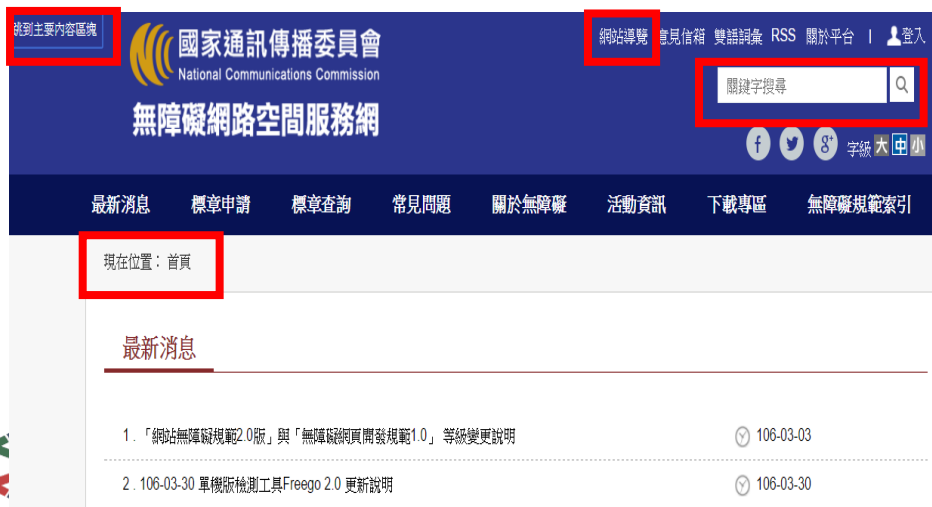 跳到主要內容區塊
國家通訊傳播委員會
National Communications Commission
無障礙網路空間服務網
網站導覽 意見信箱 雙語詞彙 RSS 關於平台 | 登入
關鍵字搜尋
字級 大 中 小
最新消息 標章申請 標章查詢 常見問題 關於無障礙 活動資訊 下載專區 無障礙規範索引
現在位置： 首頁
最新消息
1 . 「網站無障礙規範2.0版」與「無障礙網頁開發規範1.0」 等級變更說明 106-03-03
2 . 106-03-30 單機版檢測工具Freego 2.0 更新說明 106-03-30